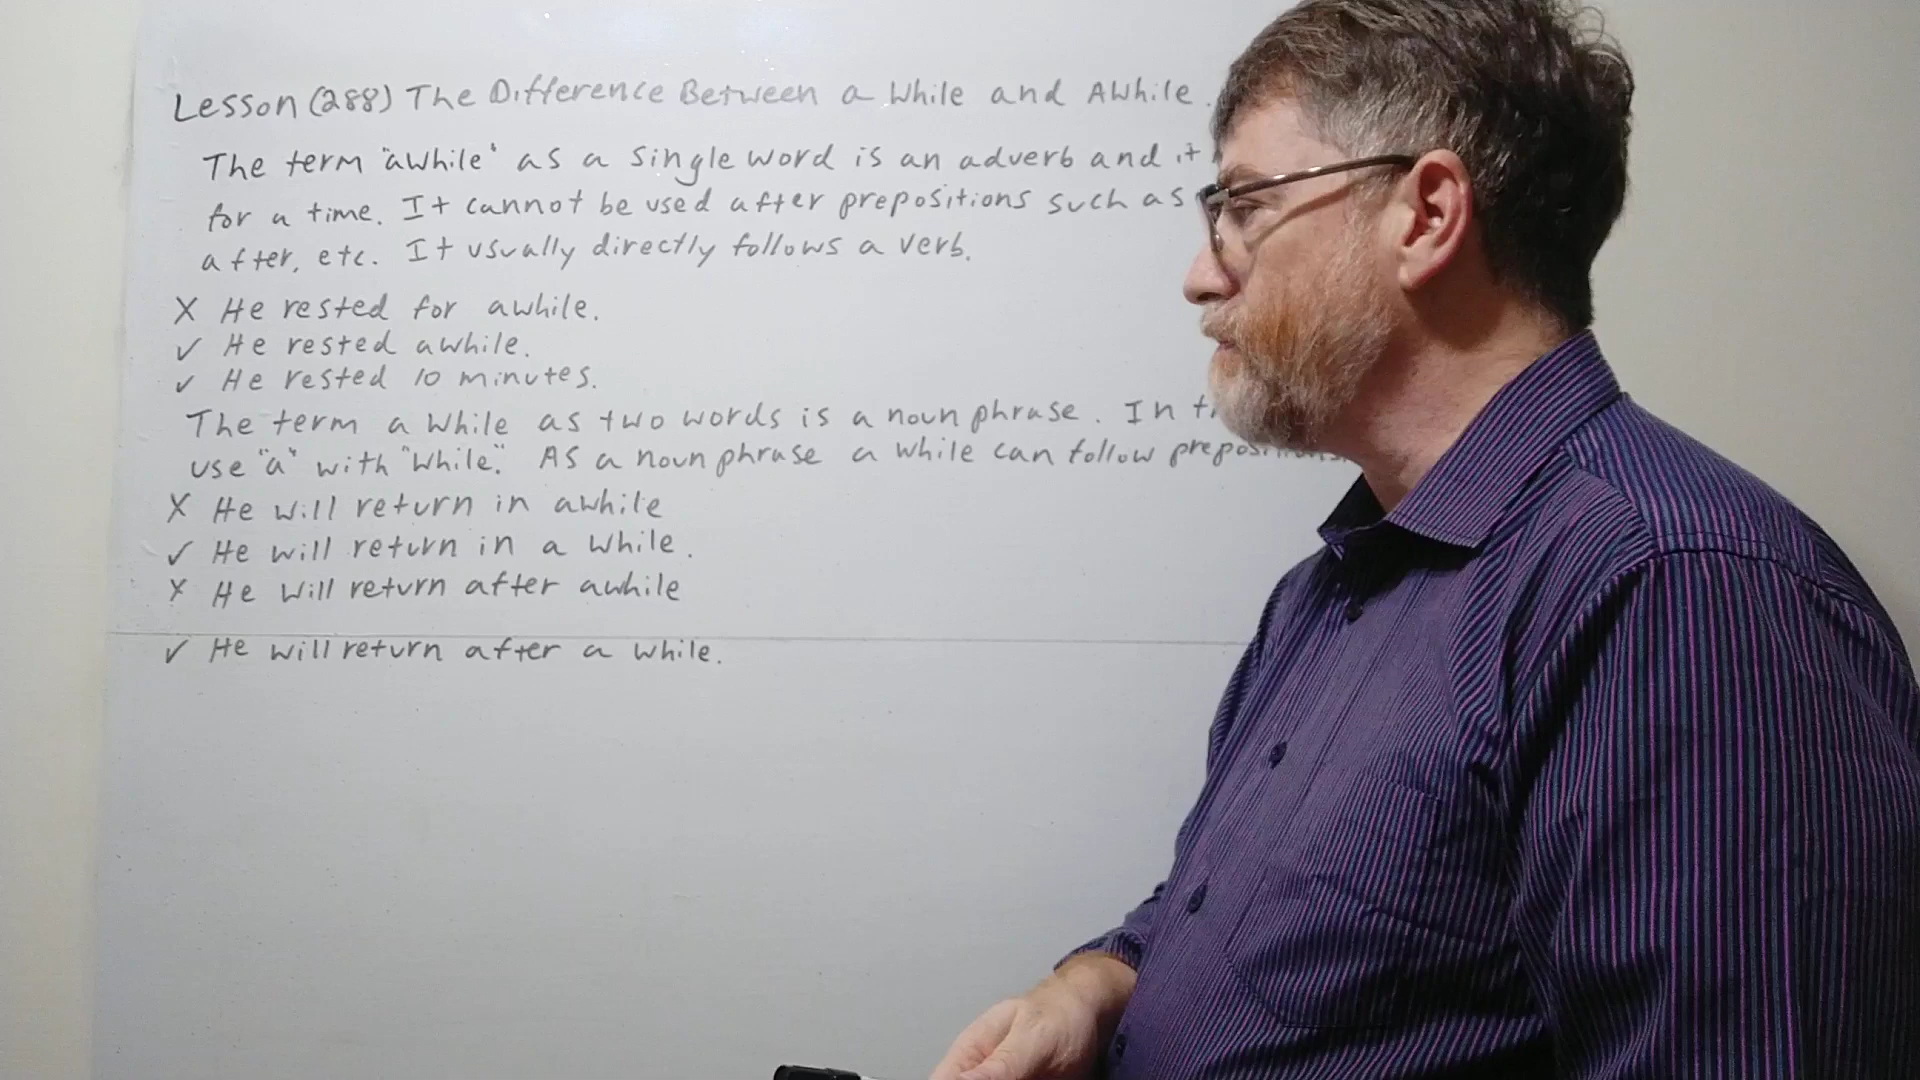 Lesson (288) The Difference Between a While and AWhile.
The term "awhile" as a single word is an adverb and it
for a time. It cannot be used after prepositions such as
after, etc. It usually directly follows a verb.
X He rested for awhile.
✓ He rested awhile.
✓ He rested 10 minutes.
The term a while as two words is a noun phrase. In
use "a" with "while". As a noun phrase a while can follow
X He will return in awhile
✓ He will return in a while.
X He will return after awhile
✓ He will return after a while.